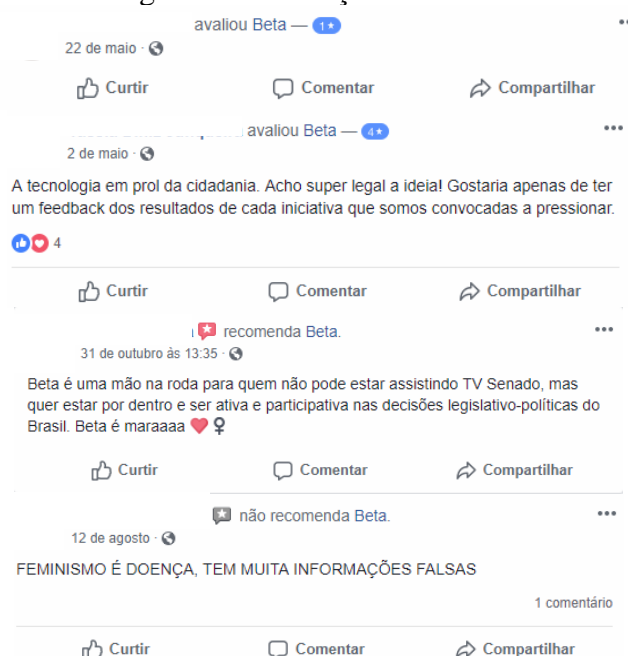 avaliou Beta — 1★
22 de maio ·
Curtir Comentar Compartilhar
avaliou Beta — 4★
2 de maio ·
A tecnologia em prol da cidadania. Acho super legal a ideia! Gostaria apenas de ter
um feedback dos resultados de cada iniciativa que somos convocadas a pressionar.
4
Curtir Comentar Compartilhar
recomenda Beta.
31 de outubro às 13:35 ·
Beta é uma mão na roda para quem não pode estar assistindo TV Senado, mas
quer estar por dentro e ser ativa e participativa nas decisões legislativo-políticas do
Brasil. Beta é maraaaa ❤️ ♀
Curtir Comentar Compartilhar
não recomenda Beta.
12 de agosto ·
FEMINISMO É DOENÇA, TEM MUITA INFORMAÇÕES FALSAS
1 comentário
Curtir Comentar Compartilhar